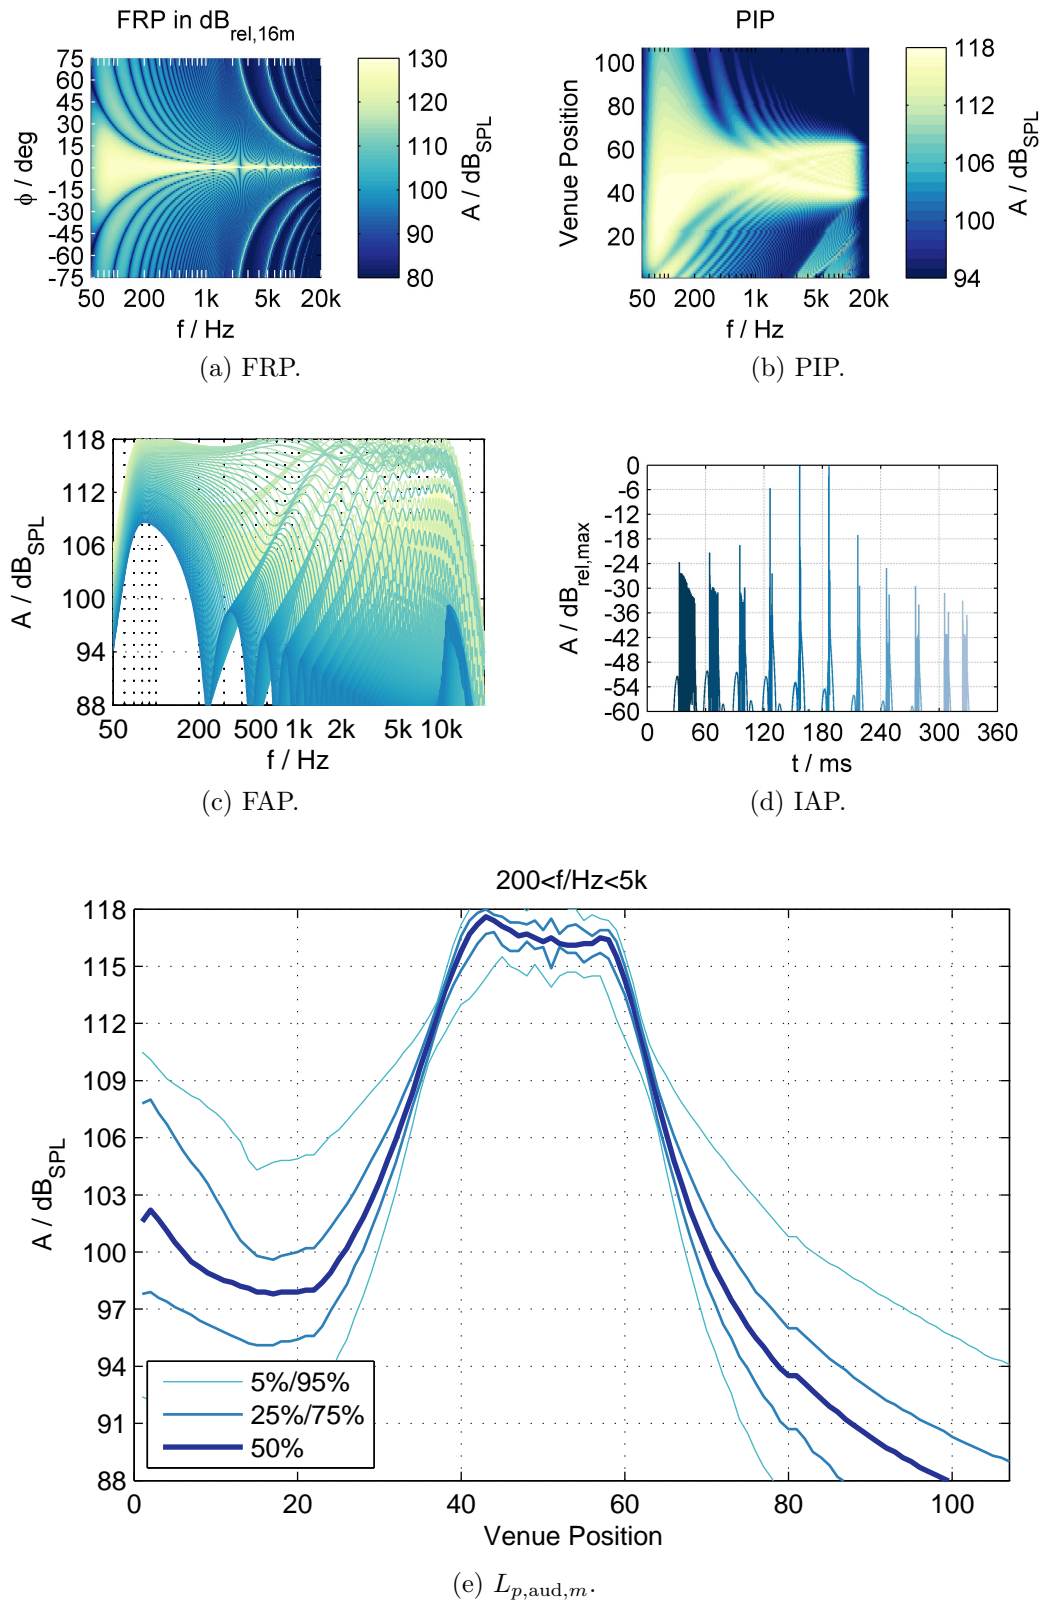 FRP in dB_rel,16m
75
60
45
30
15
0
-15
-30
-45
-60
-75
ϕ / deg
50 200 1k 5k 20k
f / Hz
130
120
110
100
90
80
A / dB_SPL
(a) FRP.
PIP
100
80
60
40
20
Venue Position
50 200 1k 5k 20k
f / Hz
118
112
106
100
94
A / dB_SPL
(b) PIP.
118
112
106
100
94
88
A / dB_SPL
50 200 500 1k 2k 5k 10k
f / Hz
(c) FAP.
0
-6
-12
-18
-24
-30
-36
-42
-48
-54
-60
A / dB_rel,max
0 60 120 180 240 300 360
t / ms
(d) IAP.
200<f/Hz<5k
118
115
112
109
106
103
100
97
94
91
88
A / dB_SPL
5%/95%
25%/75%
50%
0 20 40 60 80 100
Venue Position
(e) L_p,aud,m.